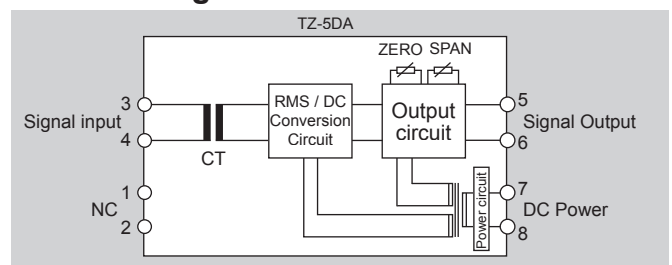 TZ-5DA
ZERO SPAN
3
Signal input
4
CT
RMS / DC
Conversion
Circuit
Output
circuit
5
Signal Output
6
1
NC
2
Power circuit
7
DC Power
8